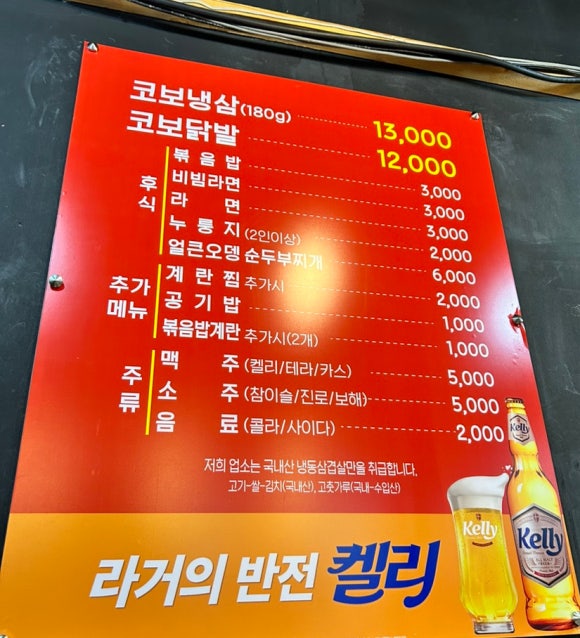 코보냉삼(180g) 13,000
코보닭발 12,000
후식
볶음밥 3,000
비빔라면 3,000
라면 3,000
누룽지(2인이상) 2,000
얼큰오뎅순두부찌개 6,000
추가메뉴
계란찜 추가시 2,000
공기밥 1,000
볶음밥계란 추가시(2개) 1,000
주류
맥주(켈리/테라/카스) 5,000
소주(참이슬/진로/보해) 5,000
음료(콜라/사이다) 2,000
저희 업소는 국내산 냉동삼겹살만을 취급합니다.
고기-쌀-김치(국내산), 고춧가루(국내-수입산)
라거의 반전 켈리
Kelly
Kelly
Kelly